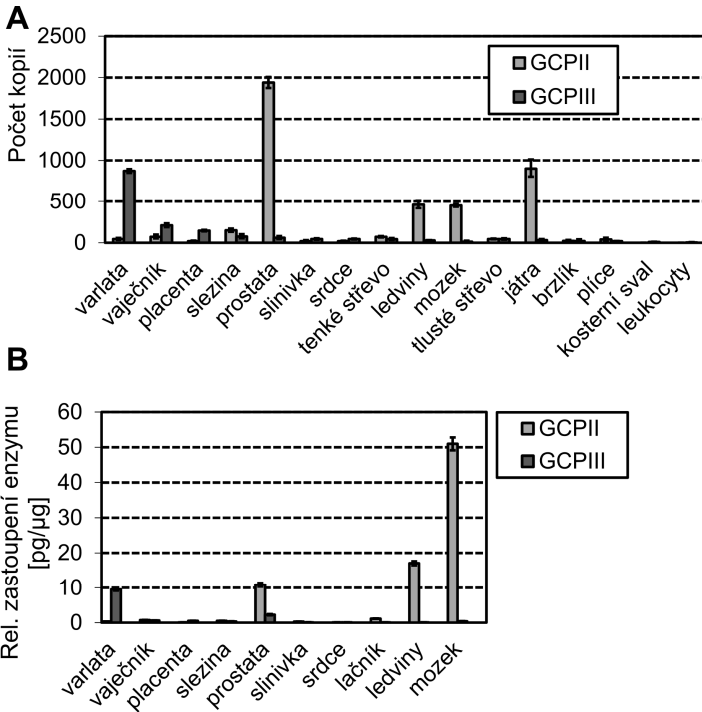 A
Počet kopií
2500
2000
1500
1000
500
0
GCPII
GCPIII
varlata
vaječník
placenta
slezina
prostata
slinivka
srdce
tenké střevo
ledviny
mozek
tlusté střevo
játra
brzlík
plíce
kosterní sval
leukocyty
B
Rel. zastoupení enzymu
[pg/µg]
60
50
40
30
20
10
0
GCPII
GCPIII
varlata
vaječník
placenta
slezina
prostata
slinivka
srdce
lačník
ledviny
mozek